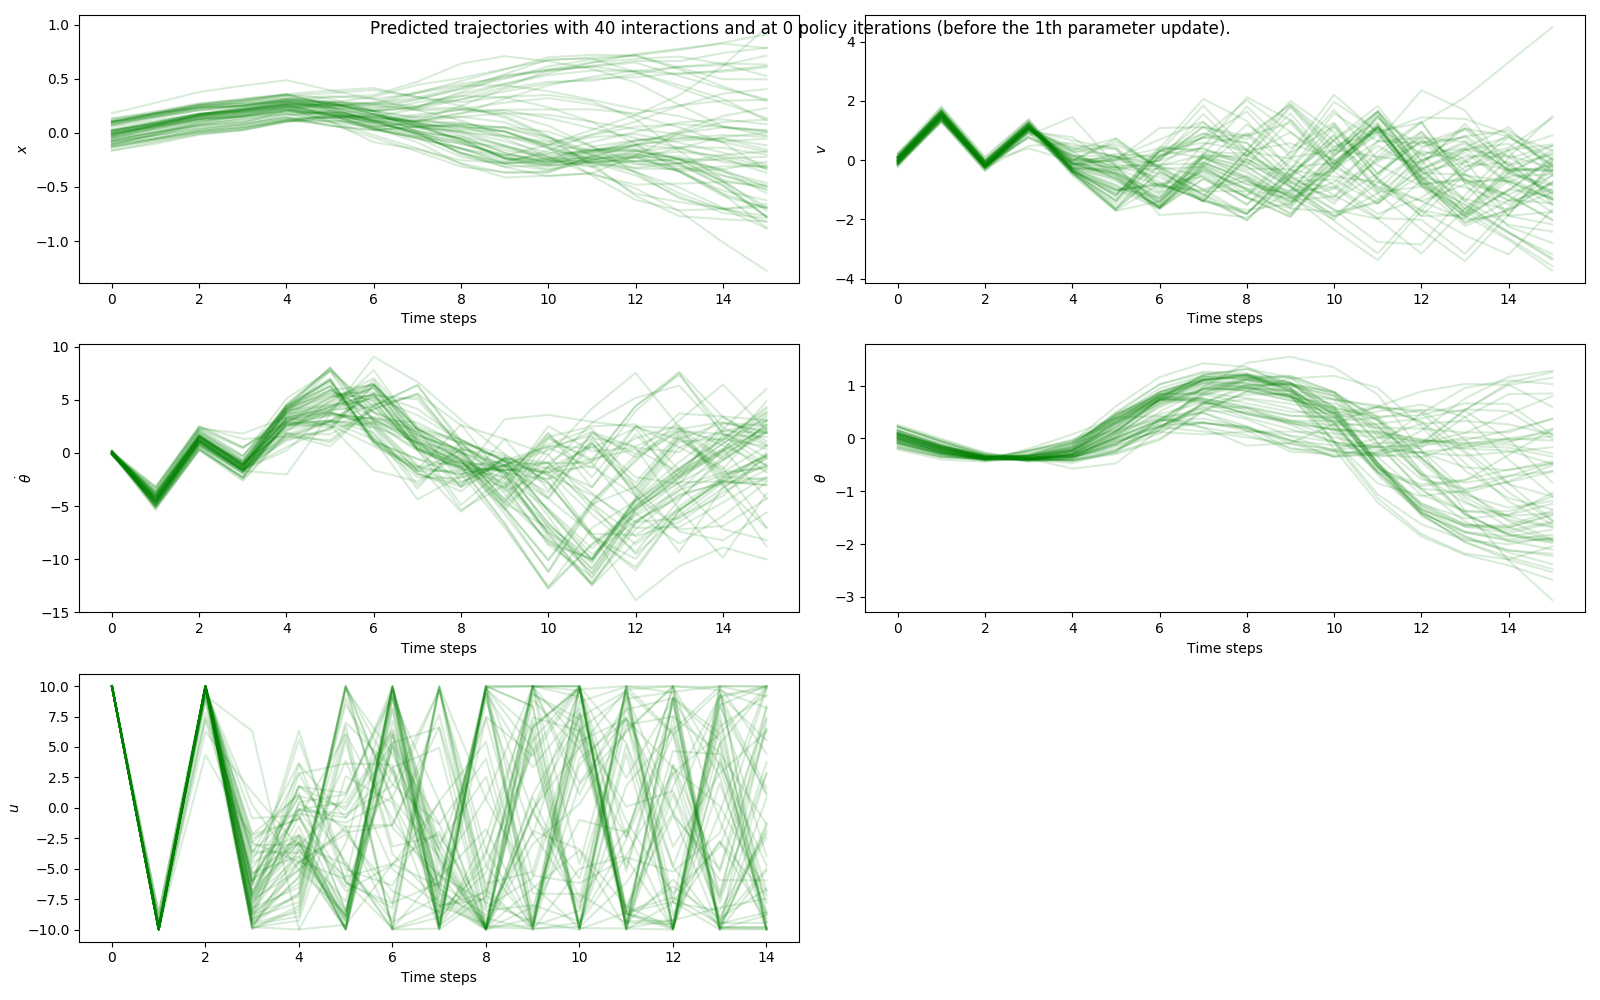 Predicted trajectories with 40 interactions and at 0 policy iterations (before the 1th parameter update).
1.0
0.5
0.0
−0.5
−1.0
x
0 2 4 6 8 10 12 14
Time steps
4
2
0
−2
−4
v
0 2 4 6 8 10 12 14
Time steps
10
5
0
−5
−10
−15
θ̇
0 2 4 6 8 10 12 14
Time steps
1
0
−1
−2
−3
θ
0 2 4 6 8 10 12 14
Time steps
10.0
7.5
5.0
2.5
0.0
−2.5
−5.0
−7.5
−10.0
u
0 2 4 6 8 10 12 14
Time steps